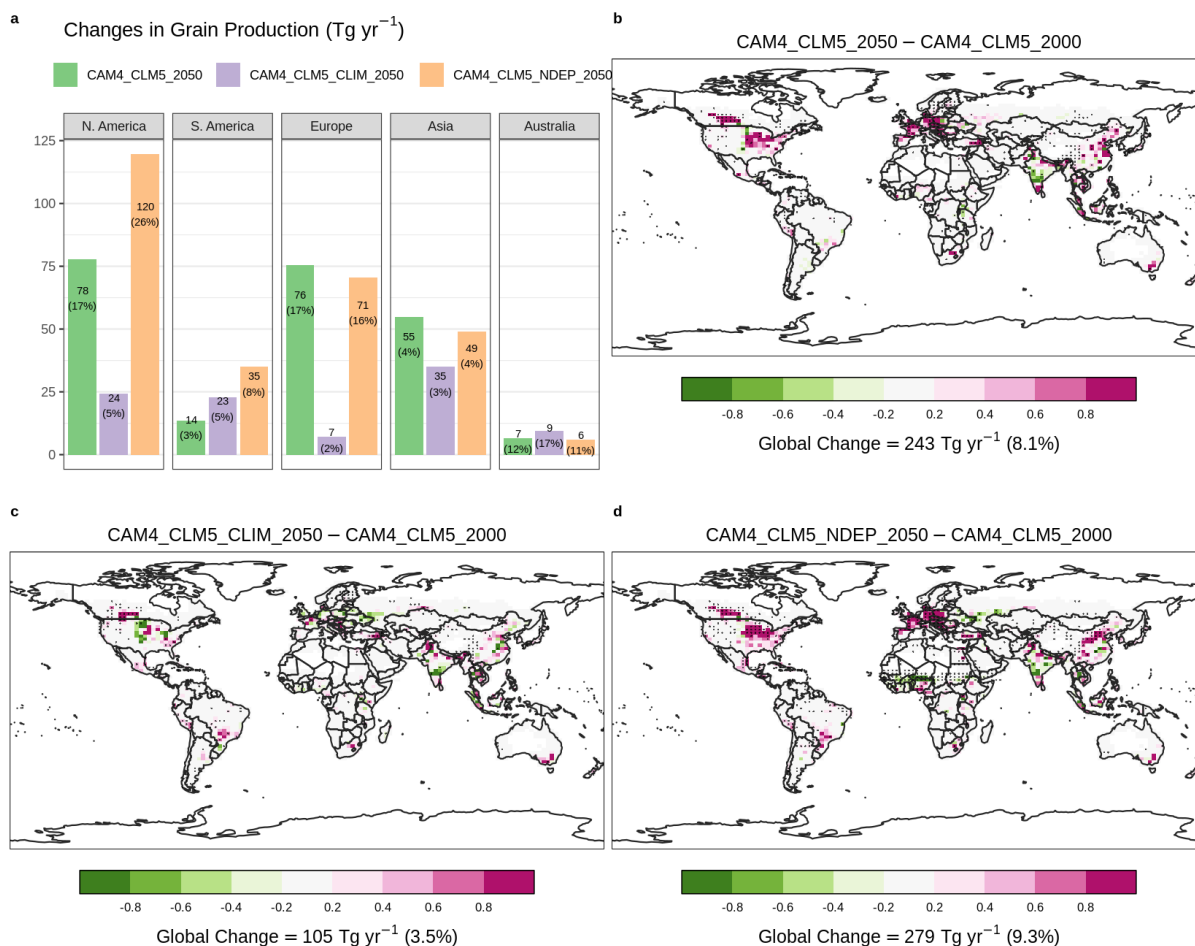 a
Changes in Grain Production (Tg yr−1)
CAM4_CLM5_2050 CAM4_CLM5_CLIM_2050 CAM4_CLM5_NDEP_2050
N. America S. America Europe Asia Australia
125
100
75
50
25
0
78
(17%)
24
(5%)
120
(26%)
14
(3%)
23
(5%)
35
(8%)
76
(17%)
7
(2%)
71
(16%)
55
(4%)
35
(3%)
49
(4%)
7
(12%)
9
(17%)
6
(11%)
b
CAM4_CLM5_2050 − CAM4_CLM5_2000
-0.8 -0.6 -0.4 -0.2 0.2 0.4 0.6 0.8
Global Change = 243 Tg yr−1 (8.1%)
c
CAM4_CLM5_CLIM_2050 − CAM4_CLM5_2000
-0.8 -0.6 -0.4 -0.2 0.2 0.4 0.6 0.8
Global Change = 105 Tg yr−1 (3.5%)
d
CAM4_CLM5_NDEP_2050 − CAM4_CLM5_2000
-0.8 -0.6 -0.4 -0.2 0.2 0.4 0.6 0.8
Global Change = 279 Tg yr−1 (9.3%)